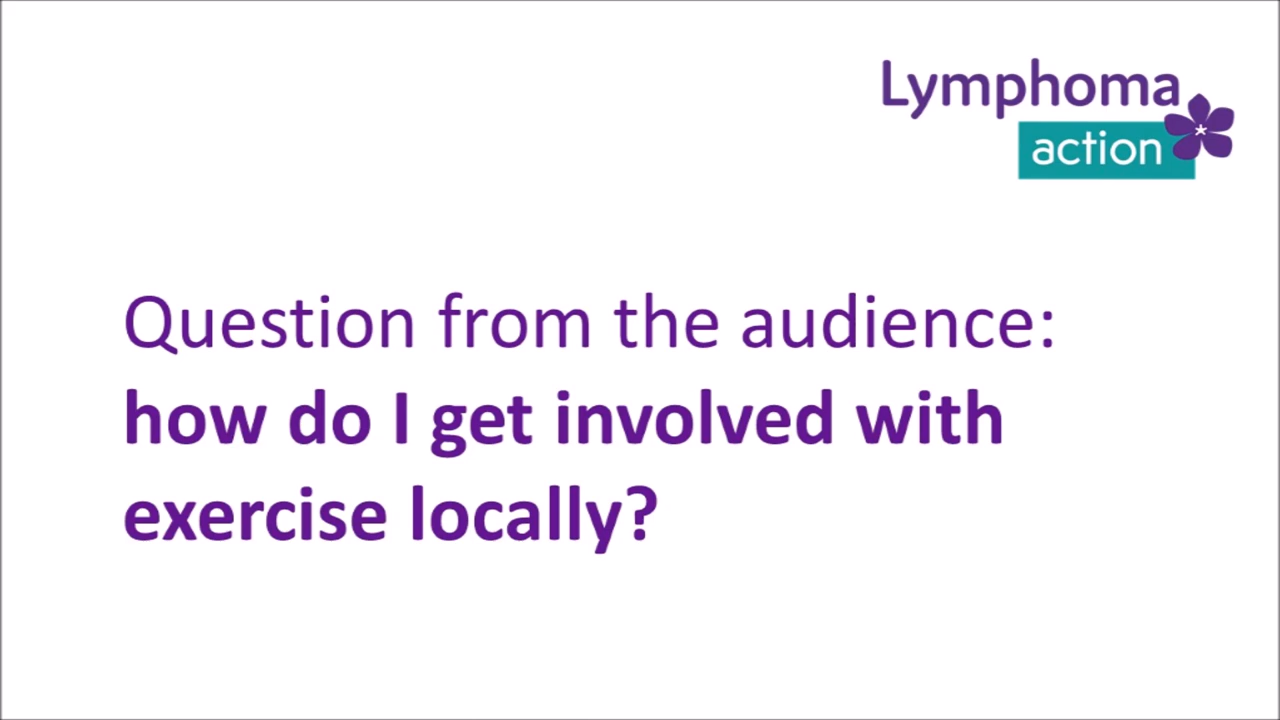 Lymphoma
action
Question from the audience:
how do I get involved with
exercise locally?